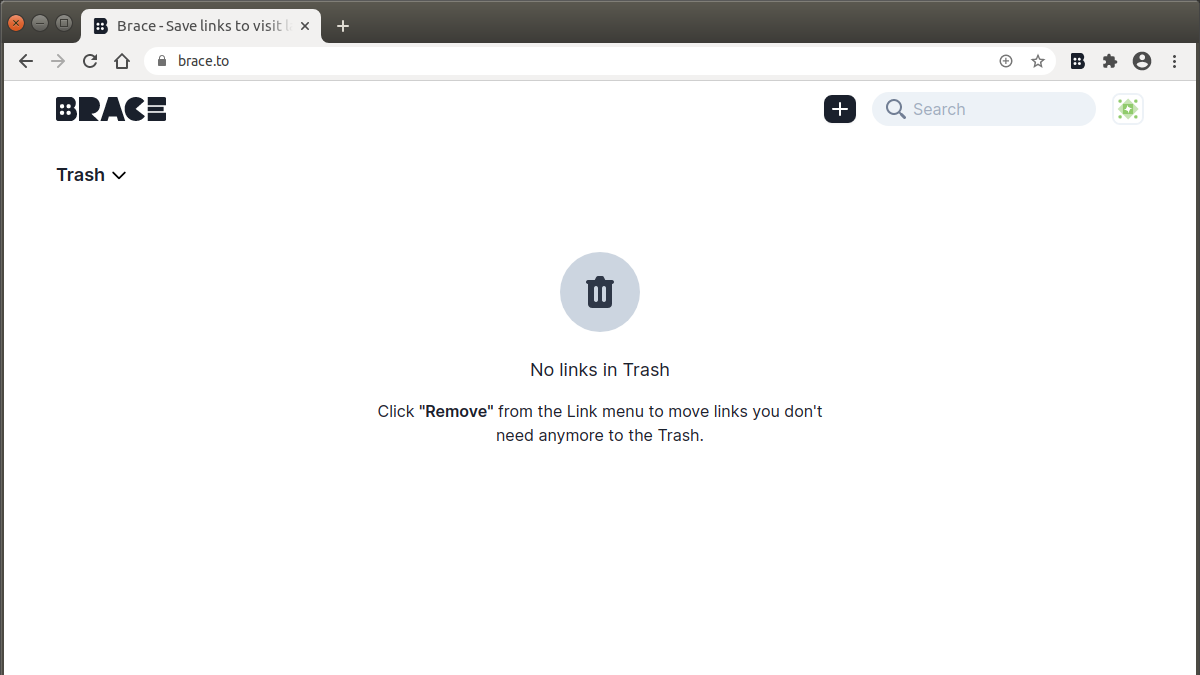 Brace - Save links to visit l
brace.to
BRACE
Search
Trash
No links in Trash
Click "Remove" from the Link menu to move links you don't
need anymore to the Trash.